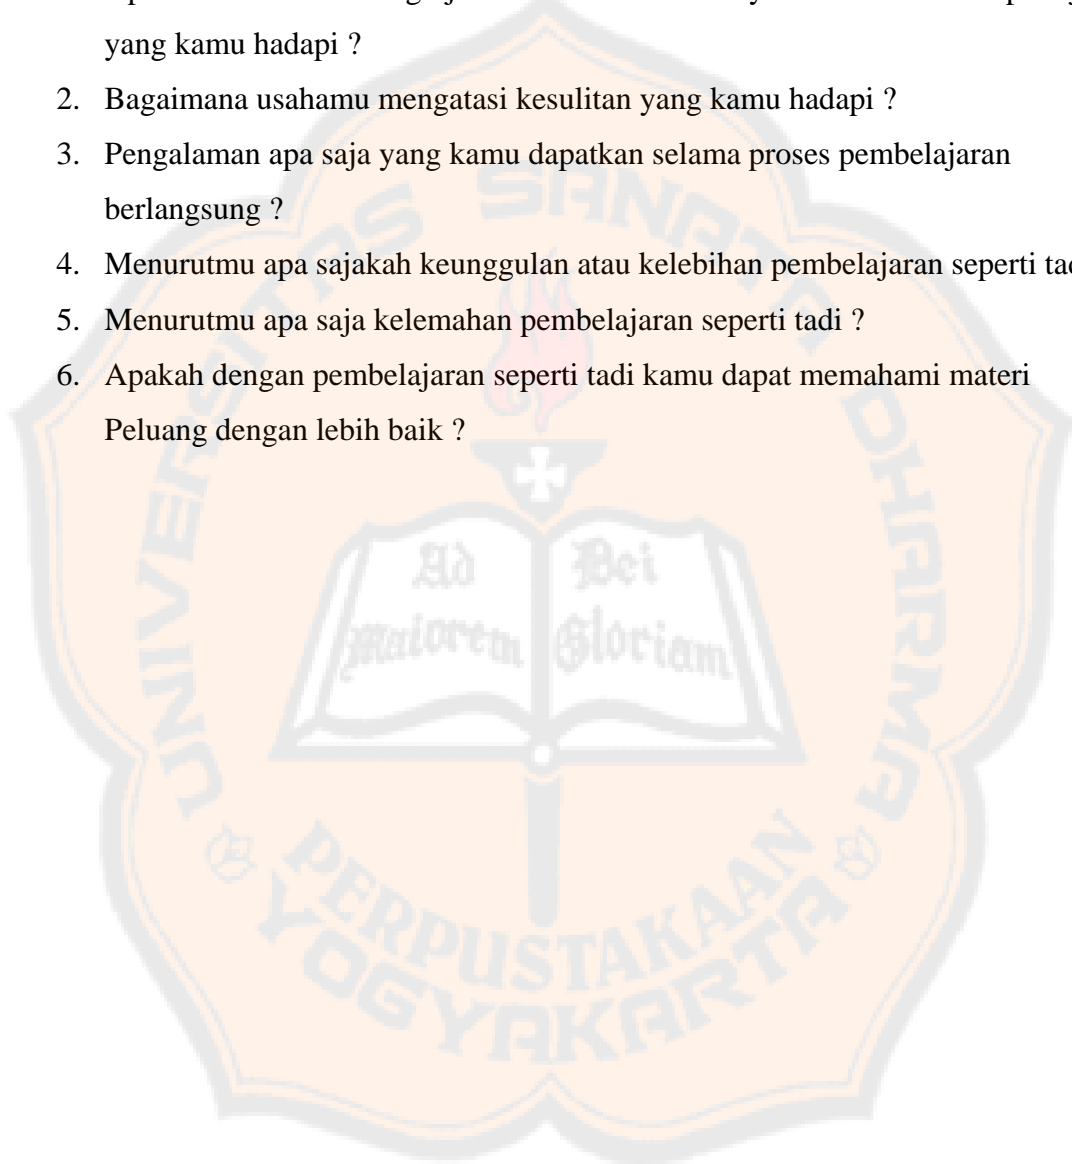 yang kamu hadapi ?
2. Bagaimana usahamu mengatasi kesulitan yang kamu hadapi ?
3. Pengalaman apa saja yang kamu dapatkan selama proses pembelajaran
berlangsung ?
4. Menurutmu apa sajakah keunggulan atau kelebihan pembelajaran seperti
5. Menurutmu apa saja kelemahan pembelajaran seperti tadi ?
6. Apakah dengan pembelajaran seperti tadi kamu dapat memahami materi
Peluang dengan lebih baik ?
UNIVERSITAS SANATA DHARMA
Ad Dei
Maiorem Gloriam
PERPUSTAKAAN
YOGYAKARTA